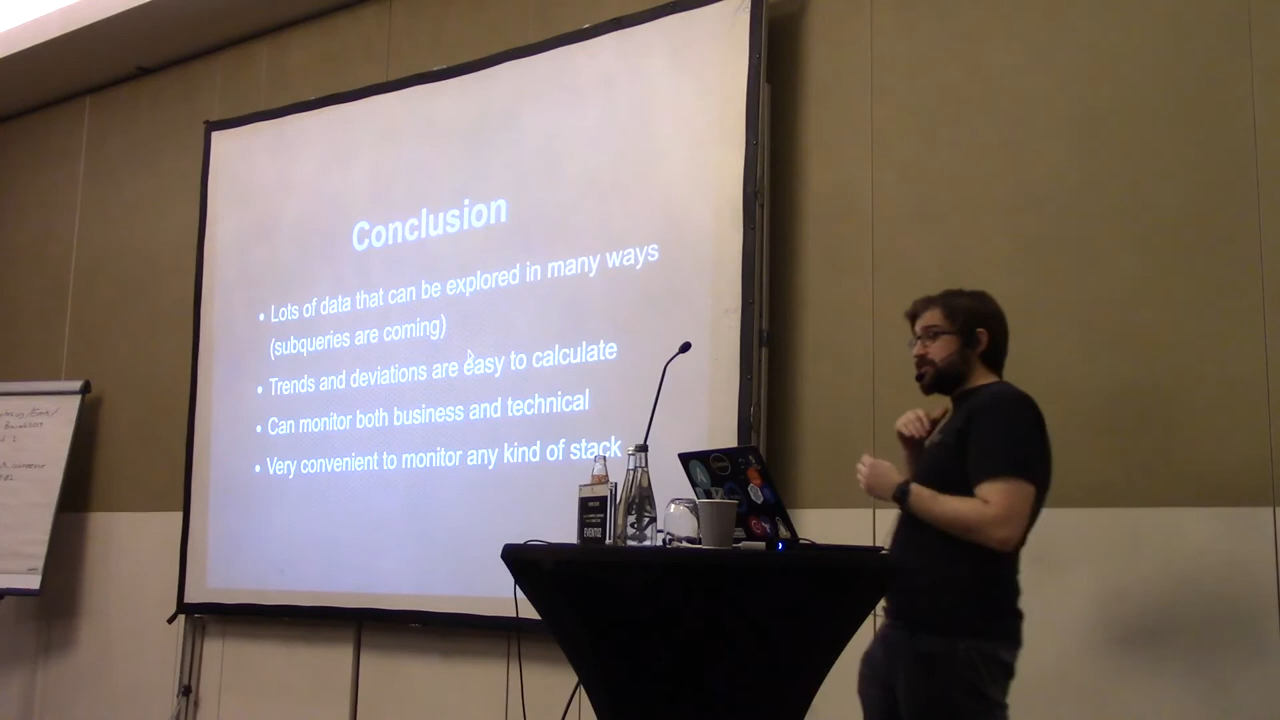 Conclusion
• Lots of data that can be explored in many ways
(subqueries are coming)
• Trends and deviations are easy to calculate
• Can monitor both business and technical
• Very convenient to monitor any kind of stack
EVENTOZ